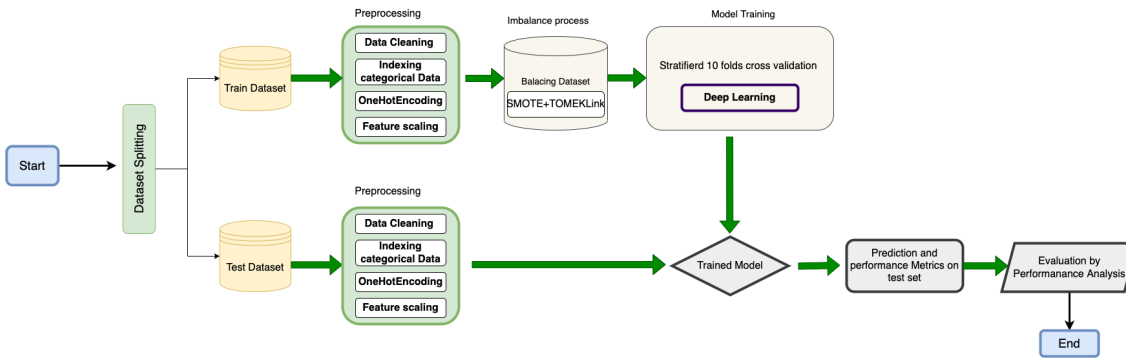 Preprocessing
Data Cleaning
Indexing
categorical Data
OneHotEncoding
Feature scaling
Imbalance process
Balacing Dataset
SMOTE+TOMEKLink
Model Training
Stratifierd 10 folds cross validation
Deep Learning
Train Dataset
Start
Dataset Splitting
Test Dataset
Preprocessing
Data Cleaning
Indexing
categorical Data
OneHotEncoding
Feature scaling
Trained Model
Prediction and
performance Metrics on
test set
Evaluation by
Performanance Analysis
End